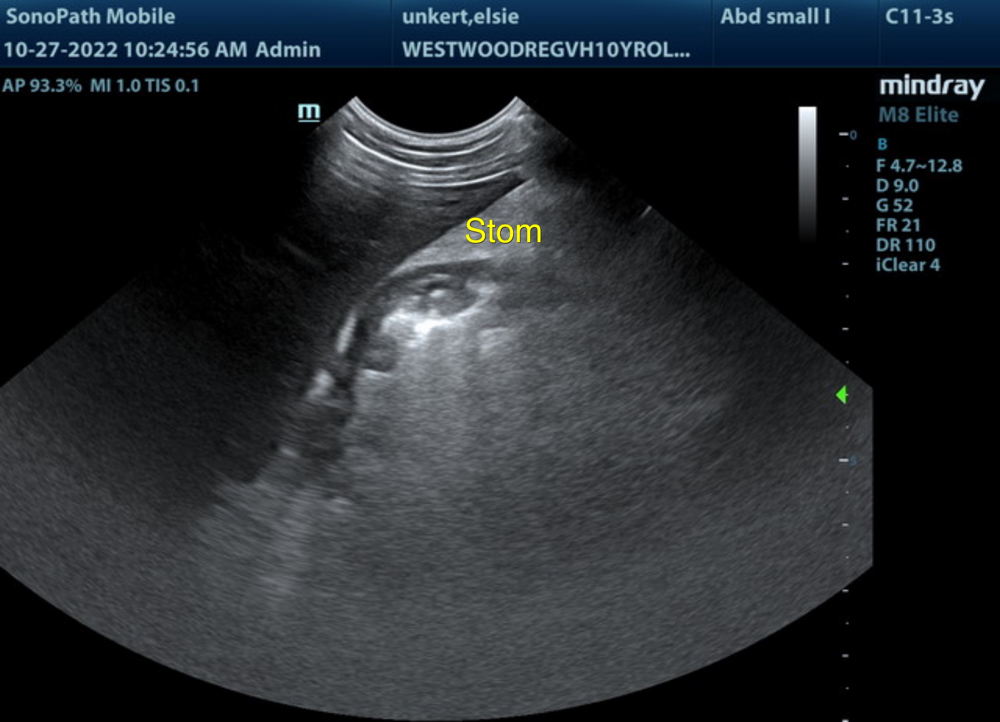 SonoPath Mobile
unkert,elsie
Abd small I
C11-3s
10-27-2022 10:24:56 AM Admin
WESTWOODREGVH10YROL...
AP 93.3% MI 1.0 TIS 0.1
mindray
M8 Elite
m
0
B
F 4.7~12.8
D 9.0
G 52
FR 21
DR 110
iClear 4
Stom
5